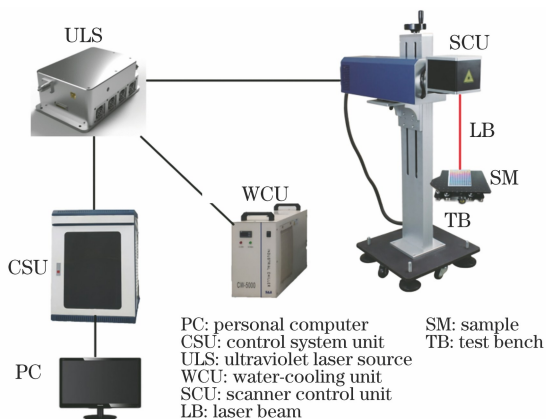 ULS
SCU
LB
SM
TB
WCU
CSU
CW-5000
PC
PC: personal computer
CSU: control system unit
ULS: ultraviolet laser source
WCU: water-cooling unit
SCU: scanner control unit
LB: laser beam
SM: sample
TB: test bench